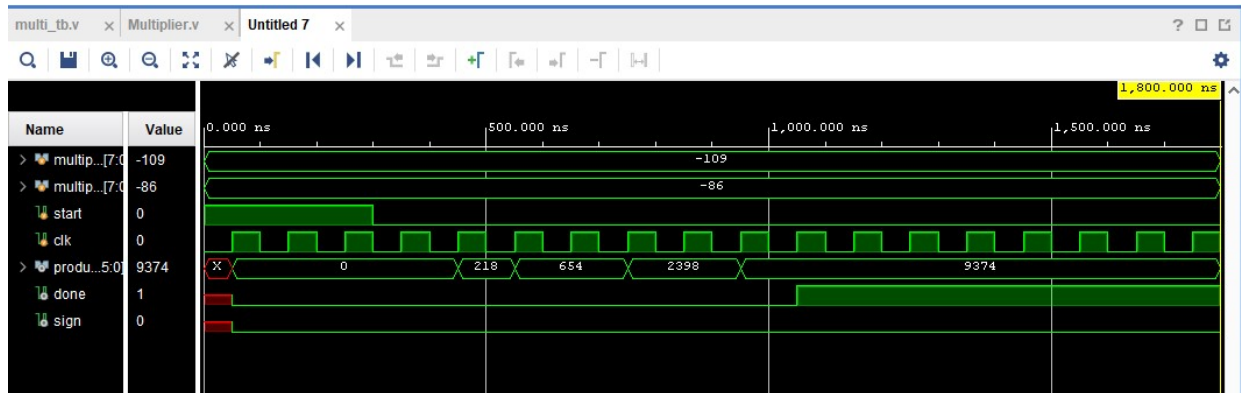 multi_tb.v × Multiplier.v × Untitled 7 × ?
1,800.000 ns
Name Value 0.000 ns 500.000 ns 1,000.000 ns 1,500.000 ns
> multip...[7:0 -109 -109
> multip...[7:0 -86 -86
start 0
clk 0
> produ...5:0] 9374 X 0 218 654 2398 9374
done 1
sign 0